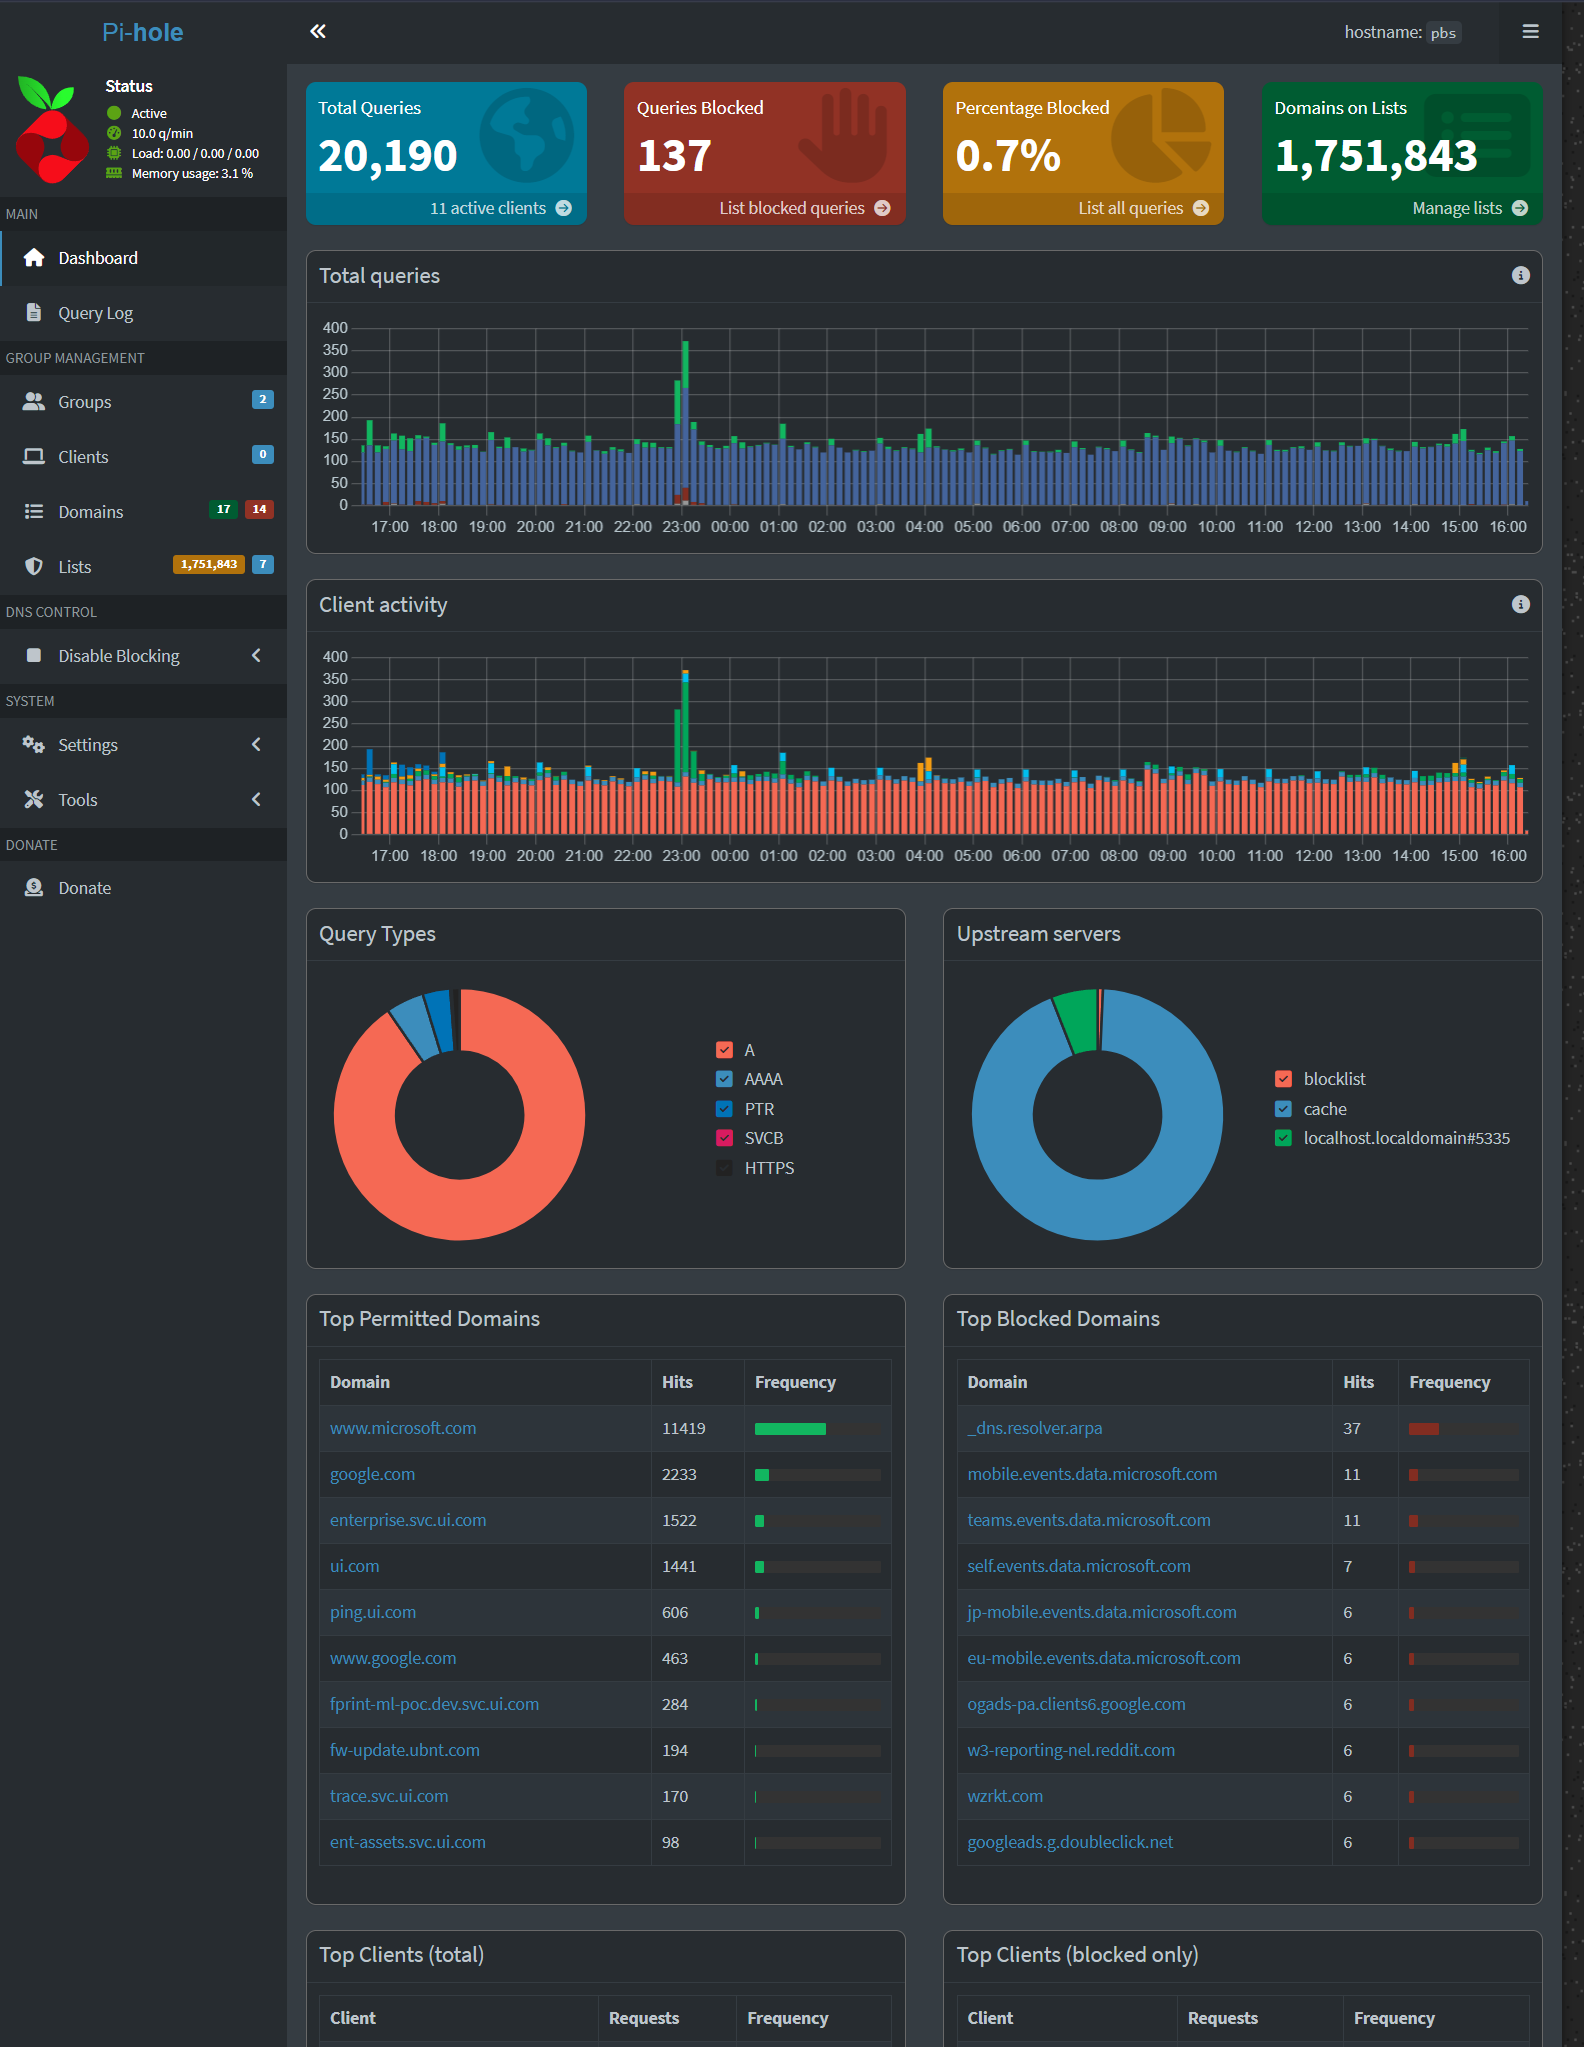 Pi-hole
hostname: pbs
Status
Active
10.0 q/min
Load: 0.00 / 0.00 / 0.00
Memory usage: 3.1 %
MAIN
Dashboard
Query Log
GROUP MANAGEMENT
Groups 2
Clients 0
Domains 17 14
Lists 1,751,843 7
DNS CONTROL
Disable Blocking
SYSTEM
Settings
Tools
DONATE
Donate
Total Queries
20,190
11 active clients
Queries Blocked
137
List blocked queries
Percentage Blocked
0.7%
List all queries
Domains on Lists
1,751,843
Manage lists
Total queries
400
350
300
250
200
150
100
50
0
17:00 18:00 19:00 20:00 21:00 22:00 23:00 00:00 01:00 02:00 03:00 04:00 05:00 06:00 07:00 08:00 09:00 10:00 11:00 12:00 13:00 14:00 15:00 16:00
Client activity
400
350
300
250
200
150
100
50
0
17:00 18:00 19:00 20:00 21:00 22:00 23:00 00:00 01:00 02:00 03:00 04:00 05:00 06:00 07:00 08:00 09:00 10:00 11:00 12:00 13:00 14:00 15:00 16:00
Query Types
A
AAAA
PTR
SVCB
HTTPS
Upstream servers
blocklist
cache
localhost.localdomain#5335
Top Permitted Domains
Domain Hits Frequency
www.microsoft.com 11419
google.com 2233
enterprise.svc.ui.com 1522
ui.com 1441
ping.ui.com 606
www.google.com 463
fprint-ml-poc.dev.svc.ui.com 284
fw-update.ubnt.com 194
trace.svc.ui.com 170
ent-assets.svc.ui.com 98
Top Blocked Domains
Domain Hits Frequency
_dns.resolver.arpa 37
mobile.events.data.microsoft.com 11
teams.events.data.microsoft.com 11
self.events.data.microsoft.com 7
jp-mobile.events.data.microsoft.com 6
eu-mobile.events.data.microsoft.com 6
ogads-pa.clients6.google.com 6
w3-reporting-nel.reddit.com 6
wzrkt.com 6
googleads.g.doubleclick.net 6
Top Clients (total)
Client Requests Frequency
Top Clients (blocked only)
Client Requests Frequency